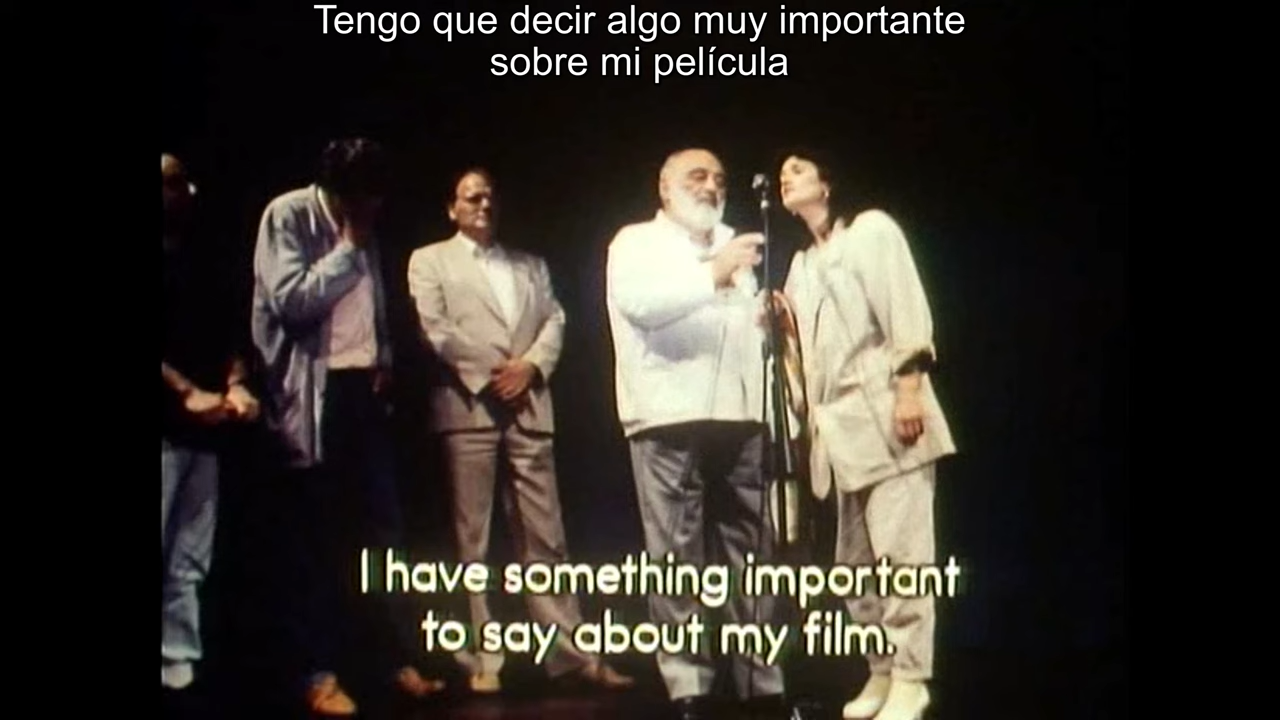 Tengo que decir algo muy importante
sobre mi película
I have something important
to say about my film.